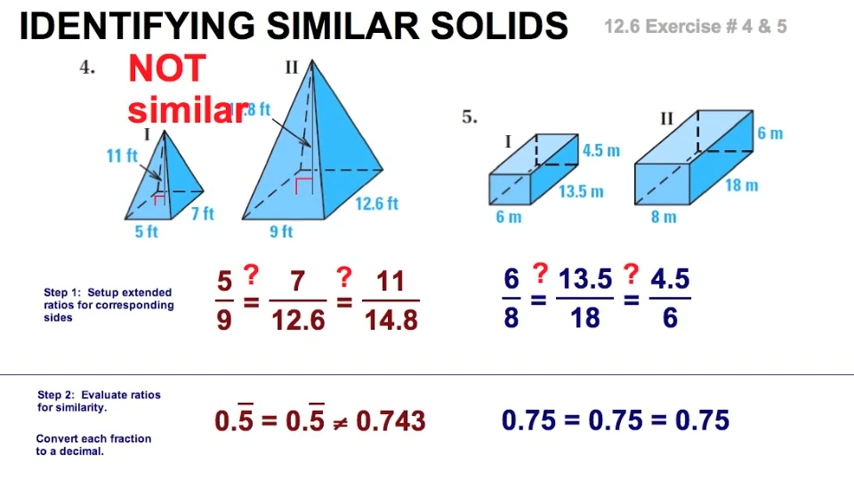 IDENTIFYING SIMILAR SOLIDS
12.6 Exercise # 4 & 5
4.
NOT
similar
II
.8 ft
I
11 ft
7 ft
5 ft
12.6 ft
9 ft
5.
I
4.5 m
13.5 m
6 m
II
6 m
18 m
8 m
Step 1: Setup extended
ratios for corresponding
sides
5/9 ?= 7/12.6 ?= 11/14.8
6/8 ?= 13.5/18 ?= 4.5/6
Step 2: Evaluate ratios
for similarity.
Convert each fraction
to a decimal.
0.5̅ = 0.5̅ ≠ 0.743
0.75 = 0.75 = 0.75